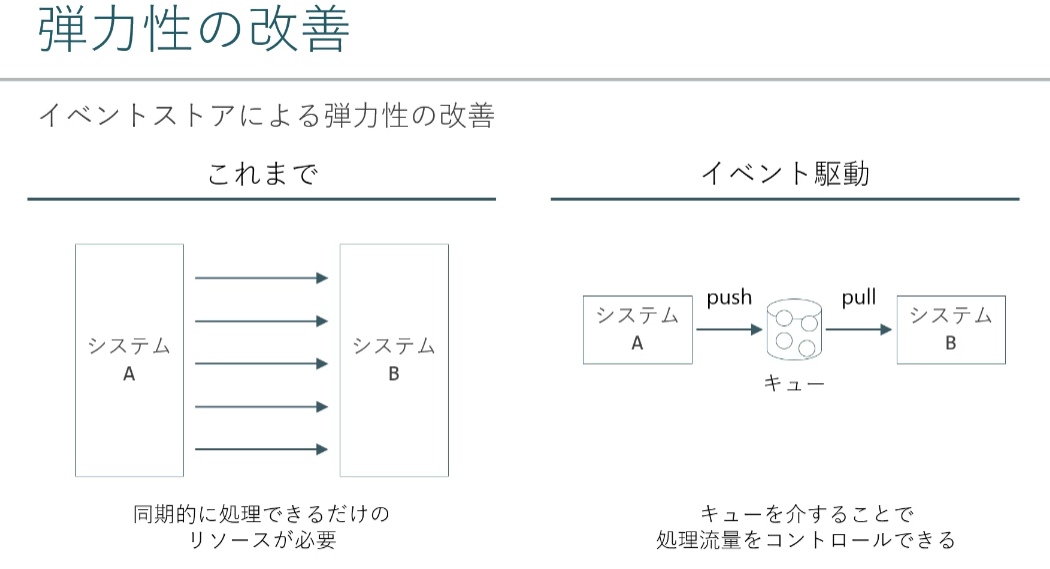 弾力性の改善
イベントストアによる弾力性の改善
これまで
システム
A
システム
B
同期的に処理できるだけの
リソースが必要
イベント駆動
システム
A
push
キュー
pull
システム
B
キューを介することで
処理流量をコントロールできる